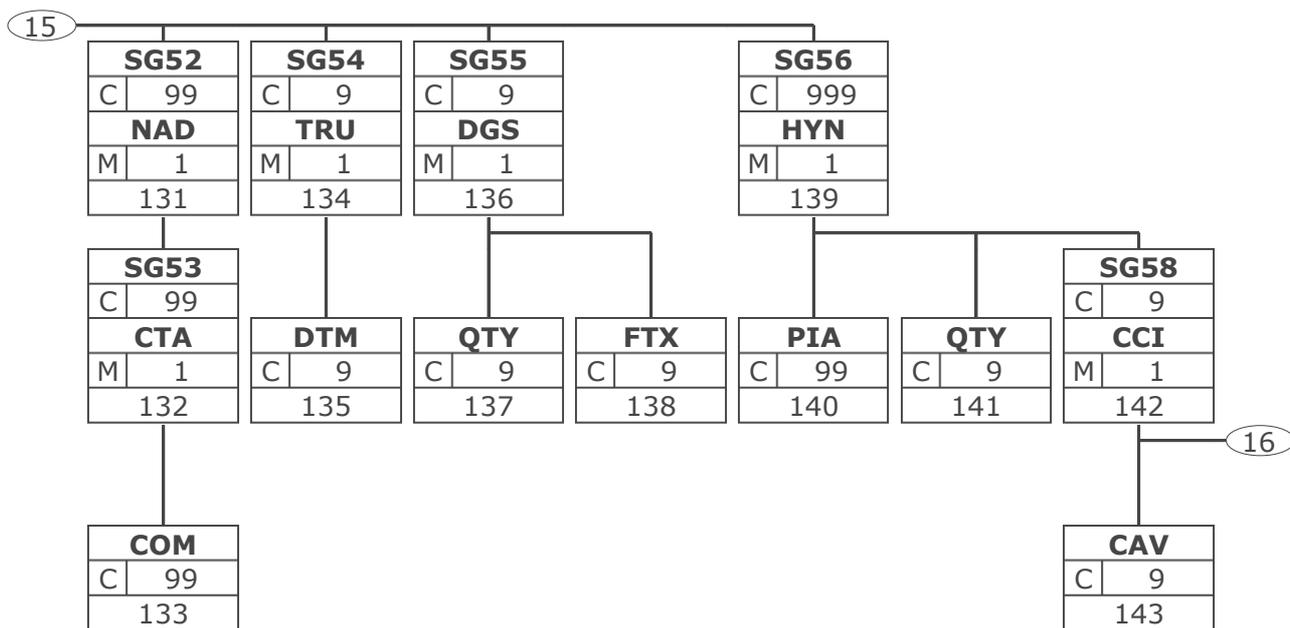 15
SG52 SG54 SG55 SG56
C 99 C 9 C 9 C 999
NAD TRU DGS HYN
M 1 M 1 M 1 M 1
131 134 136 139
SG53 SG58
C 99 C 9
CTA DTM QTY FTX PIA QTY CCI
M 1 C 9 C 9 C 9 C 99 C 9 M 1
132 135 137 138 140 141 142
16
COM CAV
C 99 C 9
133 143